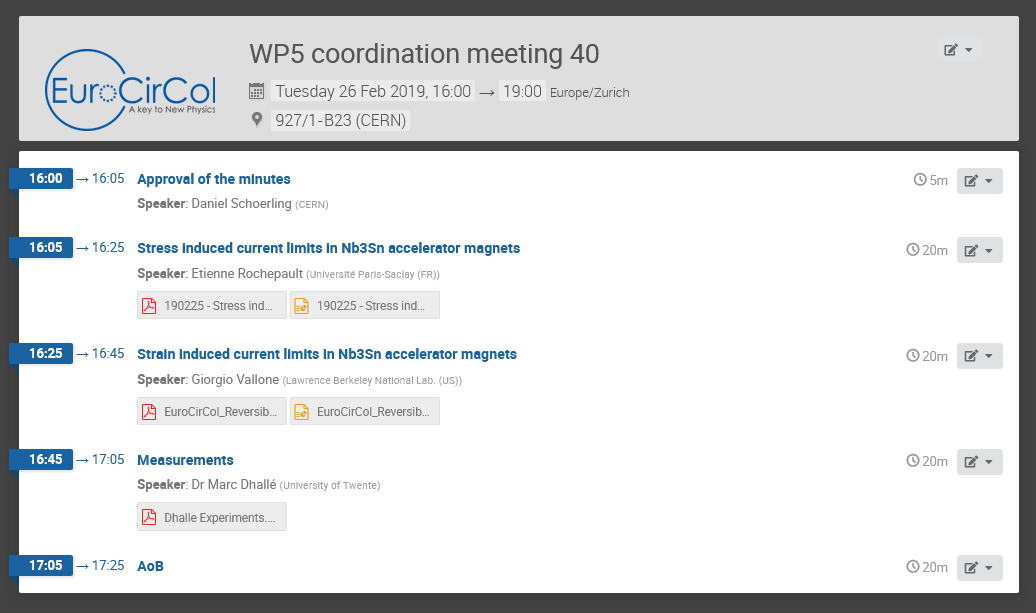 EuroCirCol
A key to New Physics
WP5 coordination meeting 40
Tuesday 26 Feb 2019, 16:00 → 19:00 Europe/Zurich
927/1-B23 (CERN)
16:00 → 16:05 Approval of the minutes 5m
Speaker: Daniel Schoerling (CERN)
16:05 → 16:25 Stress induced current limits in Nb3Sn accelerator magnets 20m
Speaker: Etienne Rochepault (Université Paris-Saclay (FR))
190225 - Stress ind... 190225 - Stress ind...
16:25 → 16:45 Strain induced current limits in Nb3Sn accelerator magnets 20m
Speaker: Giorgio Vallone (Lawrence Berkeley National Lab. (US))
EuroCirCol_Reversib... EuroCirCol_Reversib...
16:45 → 17:05 Measurements 20m
Speaker: Dr Marc Dhallé (University of Twente)
Dhalle Experiments....
17:05 → 17:25 AoB 20m